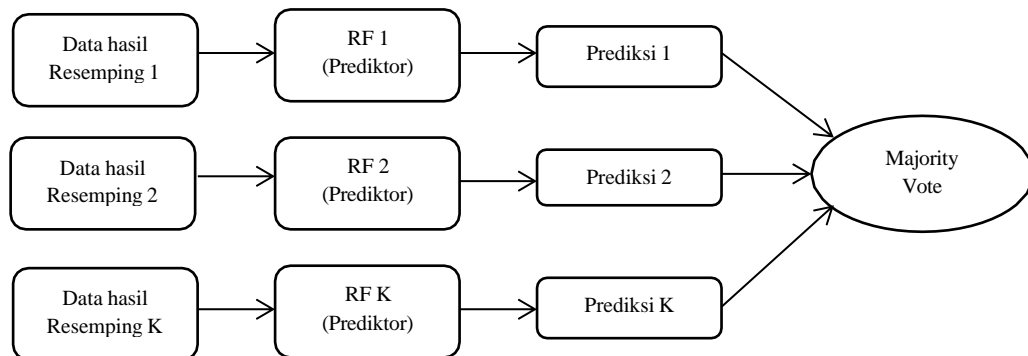 Data hasil
Resemping 1
RF 1
(Prediktor)
Prediksi 1
Data hasil
Resemping 2
RF 2
(Prediktor)
Prediksi 2
Majority
Vote
Data hasil
Resemping K
RF K
(Prediktor)
Prediksi K